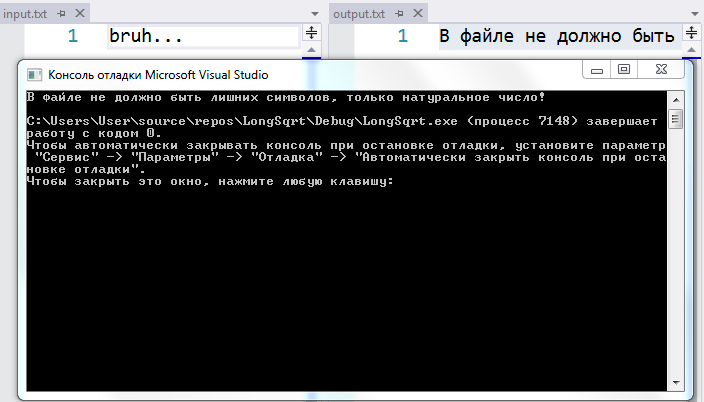 input.txt
output.txt
1 bruh...
1 В файле не должно быть
Консоль отладки Microsoft Visual Studio
В файле не должно быть лишних символов, только натуральное число!
C:\Users\User\source\repos\LongSqrt\Debug\LongSqrt.exe (процесс 7148) завершает
работу с кодом 0.
Чтобы автоматически закрывать консоль при остановке отладки, установите параметр
"Сервис" -> "Параметры" -> "Отладка" -> "Автоматически закрыть консоль при оста
новке отладки".
Чтобы закрыть это окно, нажмите любую клавишу: